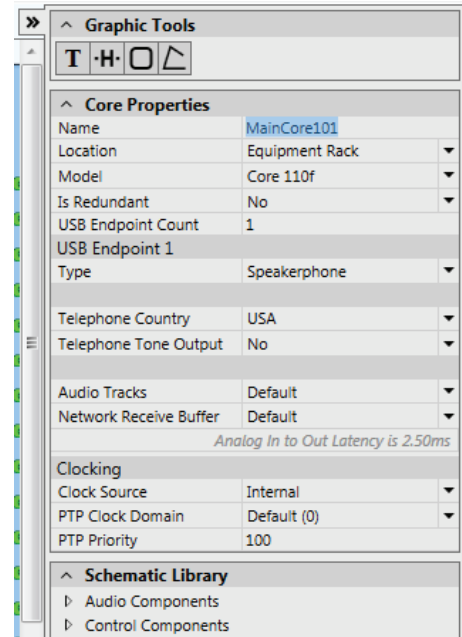 » ^ Graphic Tools
T ·H·
^ Core Properties
Name MainCore101
Location Equipment Rack
Model Core 110f
Is Redundant No
USB Endpoint Count 1
USB Endpoint 1
Type Speakerphone
Telephone Country USA
Telephone Tone Output No
Audio Tracks Default
Network Receive Buffer Default
Analog In to Out Latency is 2.50ms
Clocking
Clock Source Internal
PTP Clock Domain Default (0)
PTP Priority 100
^ Schematic Library
Audio Components
Control Components